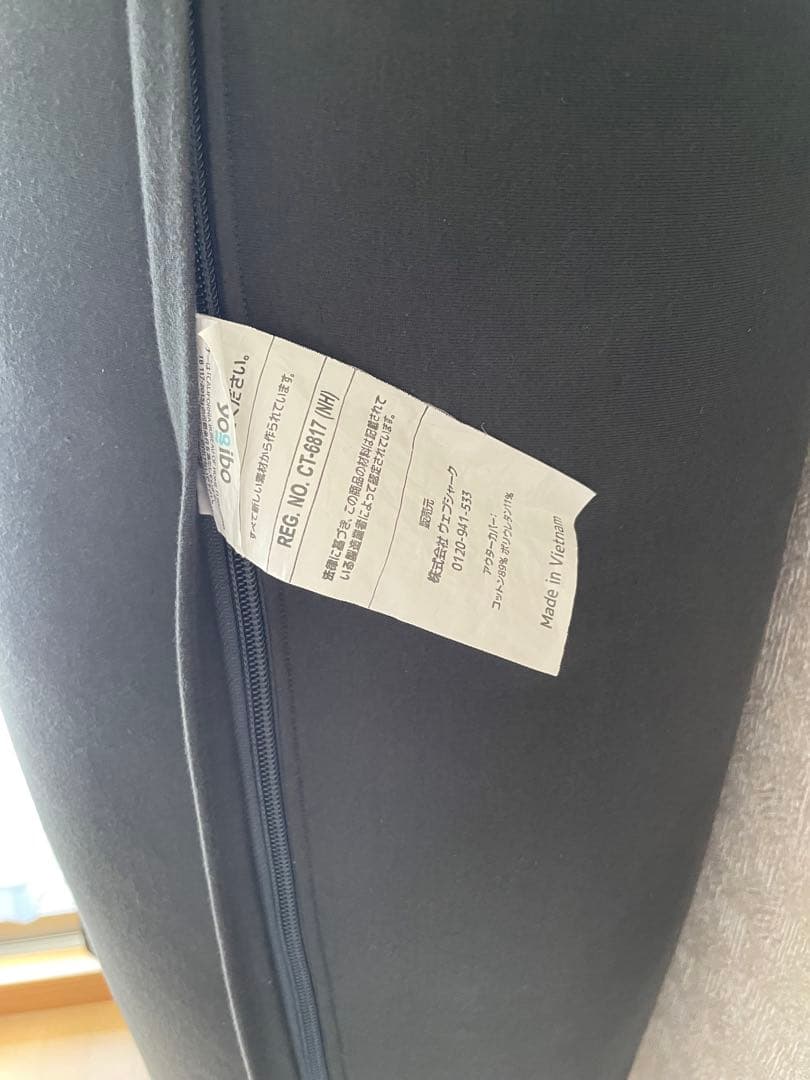 yogibo
ください。
すべて新しい素材から作られています。
REG. NO. CT-6817 (NH)
法律に基づき、この商品の材料は記載されて
いる製造業者によって認定されています。
販売元
株式会社 ウェブシャーク
0120-941-533
アウターカバー:
コットン89% ポリウレタン11%
Made in Vietnam